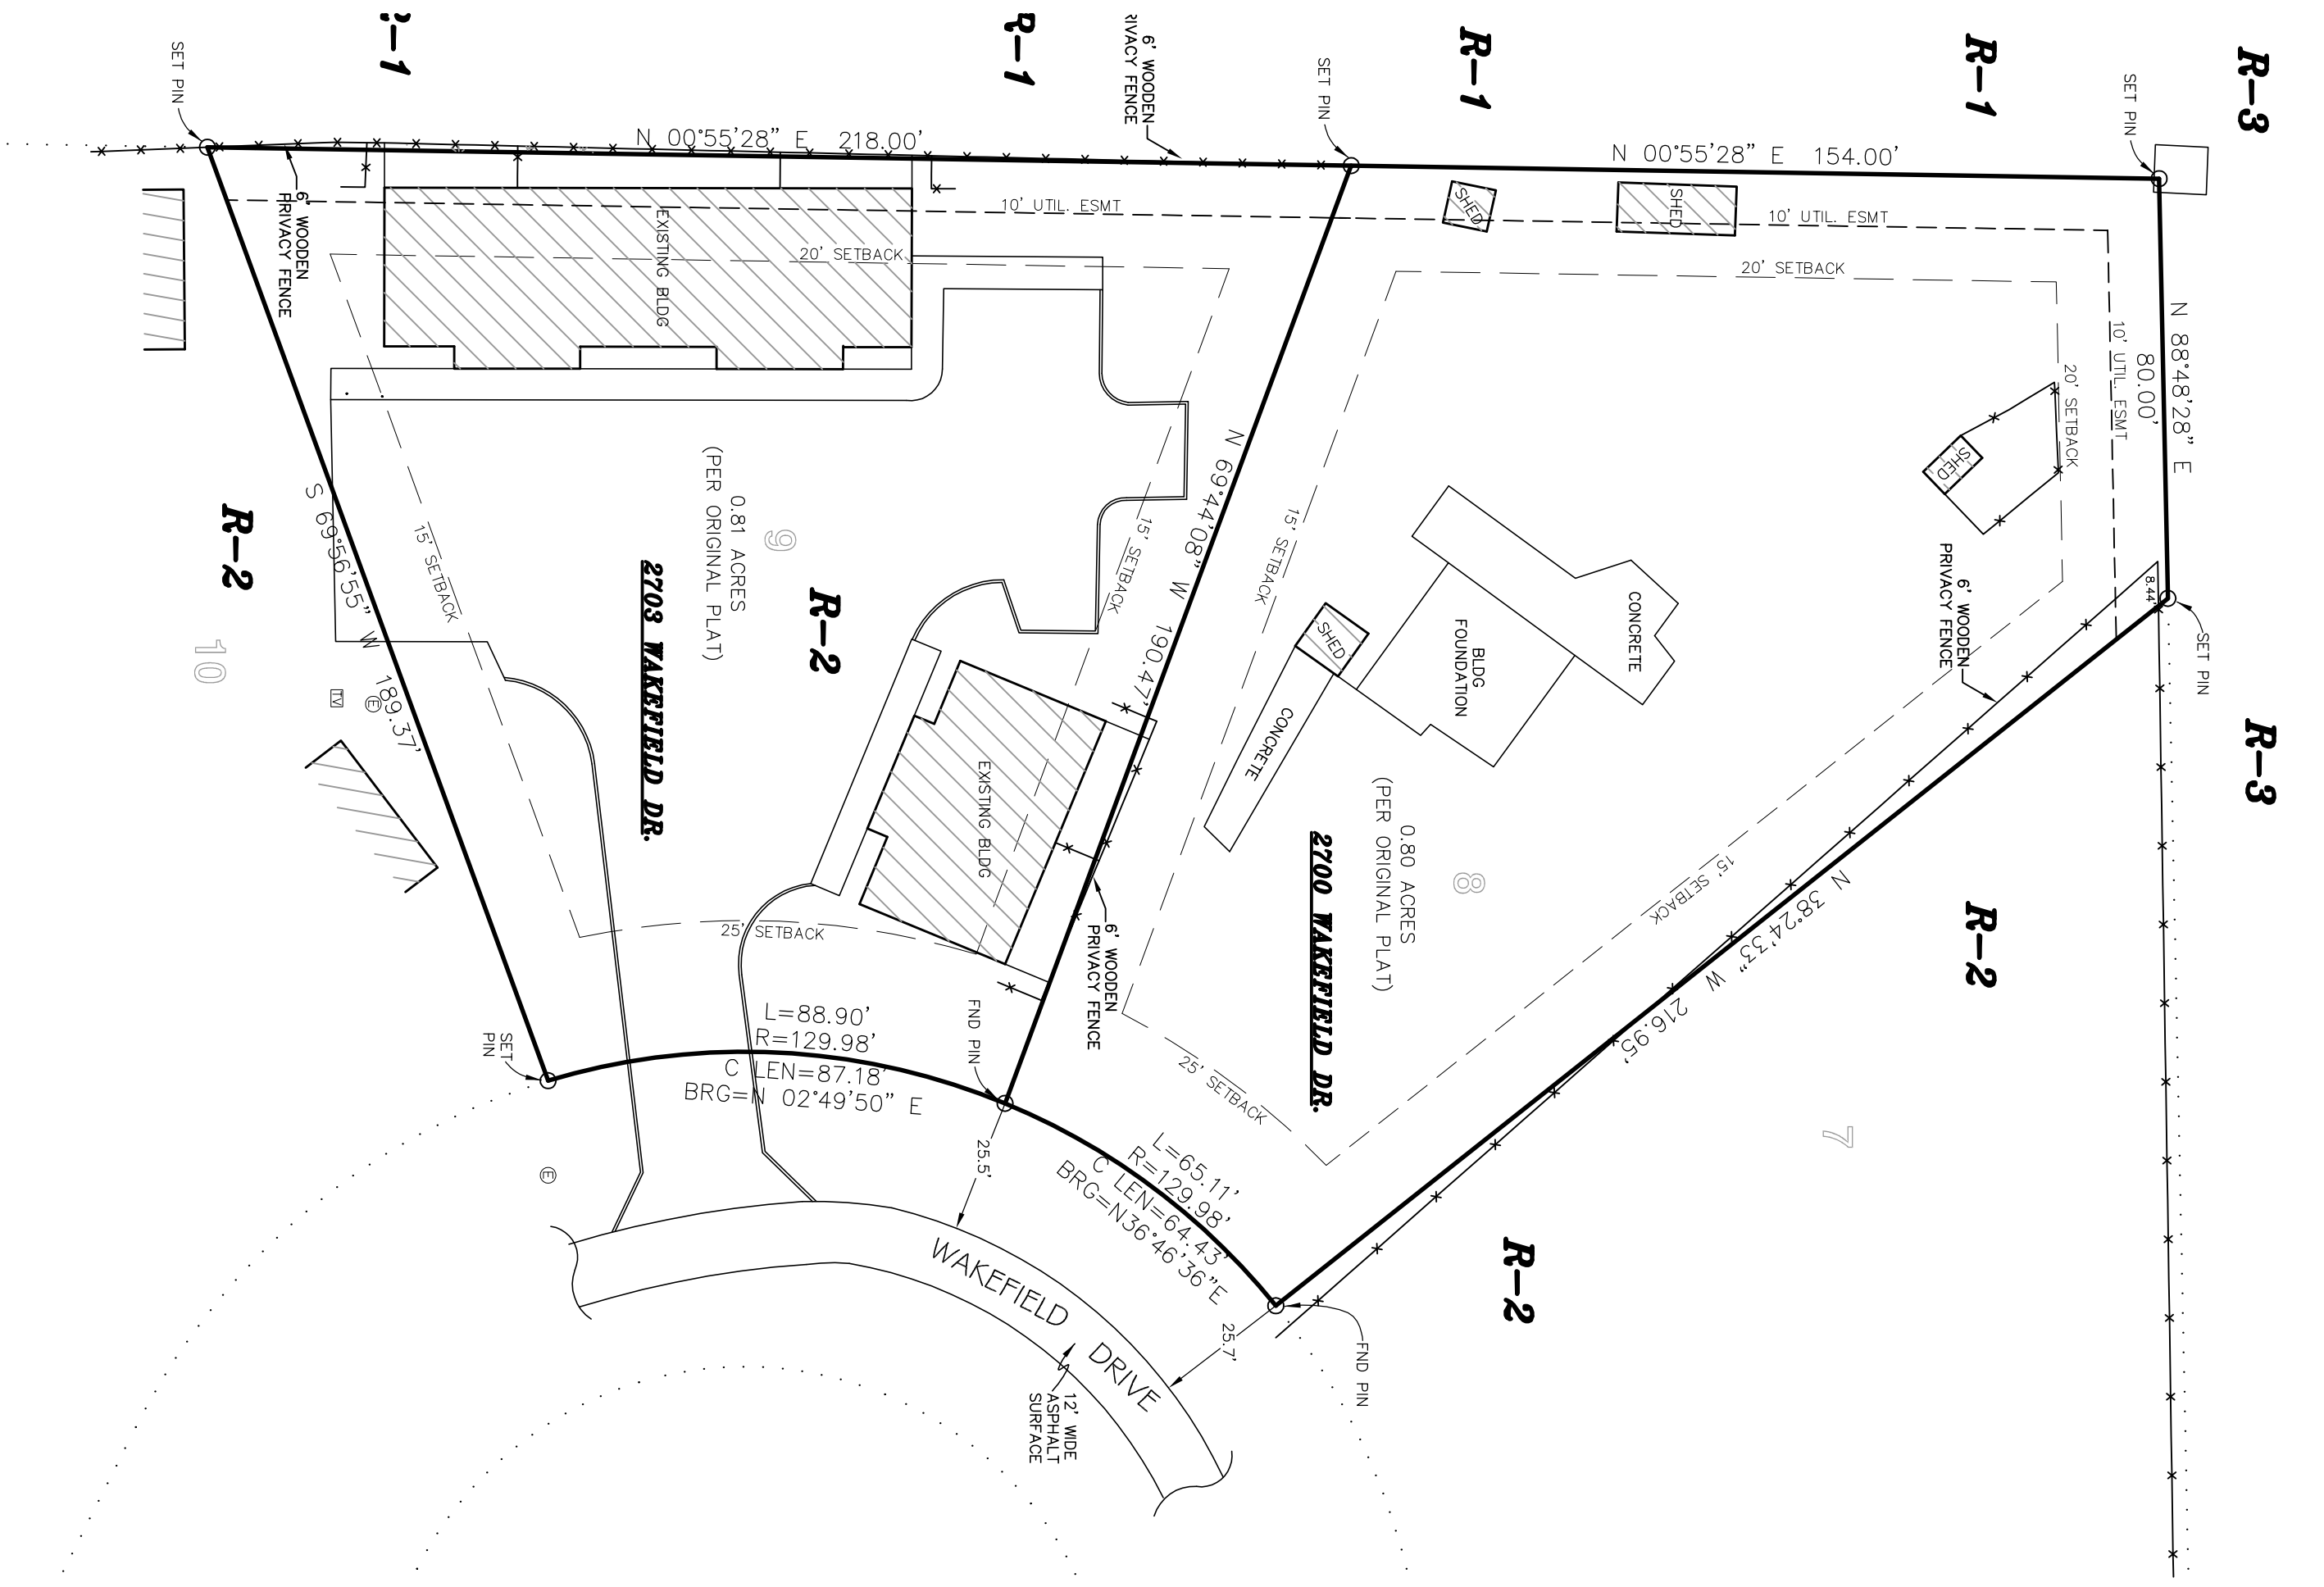 R-1
R-1
R-1
R-3
SET PIN
6' WOODEN
PRIVACY FENCE
SET PIN
SET PIN
N 00°55'28" E 218.00'
N 00°55'28" E 154.00'
6' WOODEN
PRIVACY FENCE
EXISTING BLDG
10' UTIL. ESMT
20' SETBACK
SHED
SHED
10' UTIL. ESMT
20' SETBACK
N 88°48'28" E
80.00'
10' UTIL. ESMT
20' SETBACK
SHED
R-2
S 69°56'55" W 189.37'
15' SETBACK
0.81 ACRES
(PER ORIGINAL PLAT)
9
2703 WAKEFIELD DR.
R-2
15' SETBACK
N 69°44'08" W 190.47'
15' SETBACK
CONCRETE
BLDG
FOUNDATION
SHED
CONCRETE
6' WOODEN
PRIVACY FENCE
8.44'
SET PIN
10
TV
E
EXISTING BLDG
0.80 ACRES
(PER ORIGINAL PLAT)
8
2700 WAKEFIELD DR.
15' SETBACK
N 38°24'33" W 216.95'
R-3
R-2
25' SETBACK
6' WOODEN
PRIVACY FENCE
FND PIN
SET
PIN
L=88.90'
R=129.98'
C LEN=87.18'
BRG=N 02°49'50" E
25' SETBACK
7
E
25.5'
L=65.11'
R=129.98'
C LEN=64.43'
BRG=N36°46'36"E
R-2
WAKEFIELD DRIVE
25.7'
FND PIN
12' WIDE
ASPHALT
SURFACE